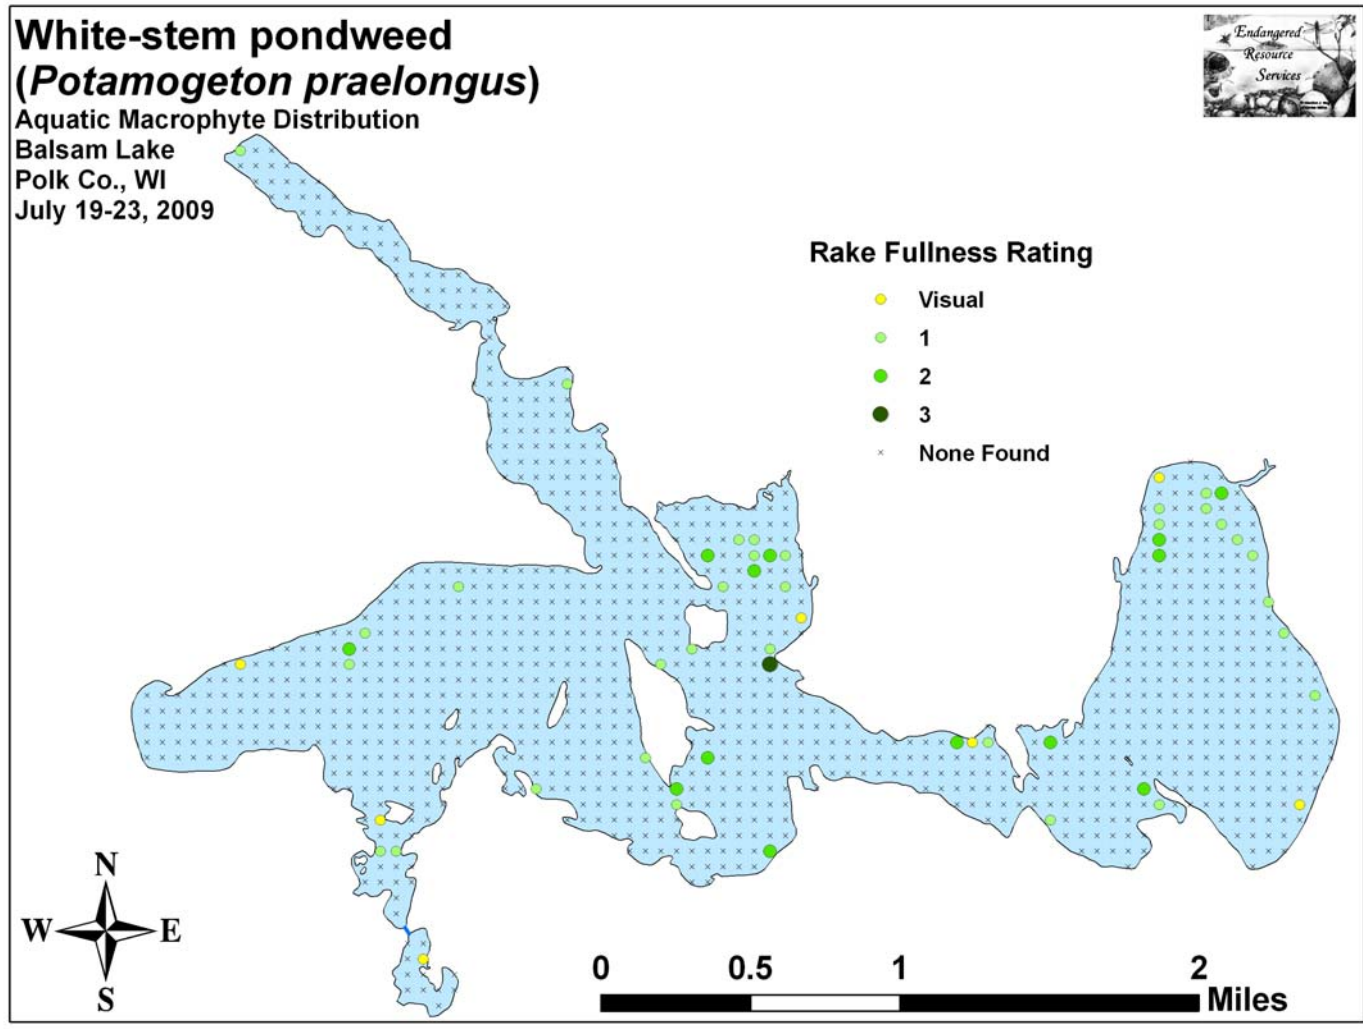 White-stem pondweed
(Potamogeton praelongus)
Aquatic Macrophyte Distribution
Balsam Lake
Polk Co., WI
July 19-23, 2009
Endangered
Resource
Services
Rake Fullness Rating
Visual
1
2
3
None Found
N
W E
S
0 0.5 1 2
Miles